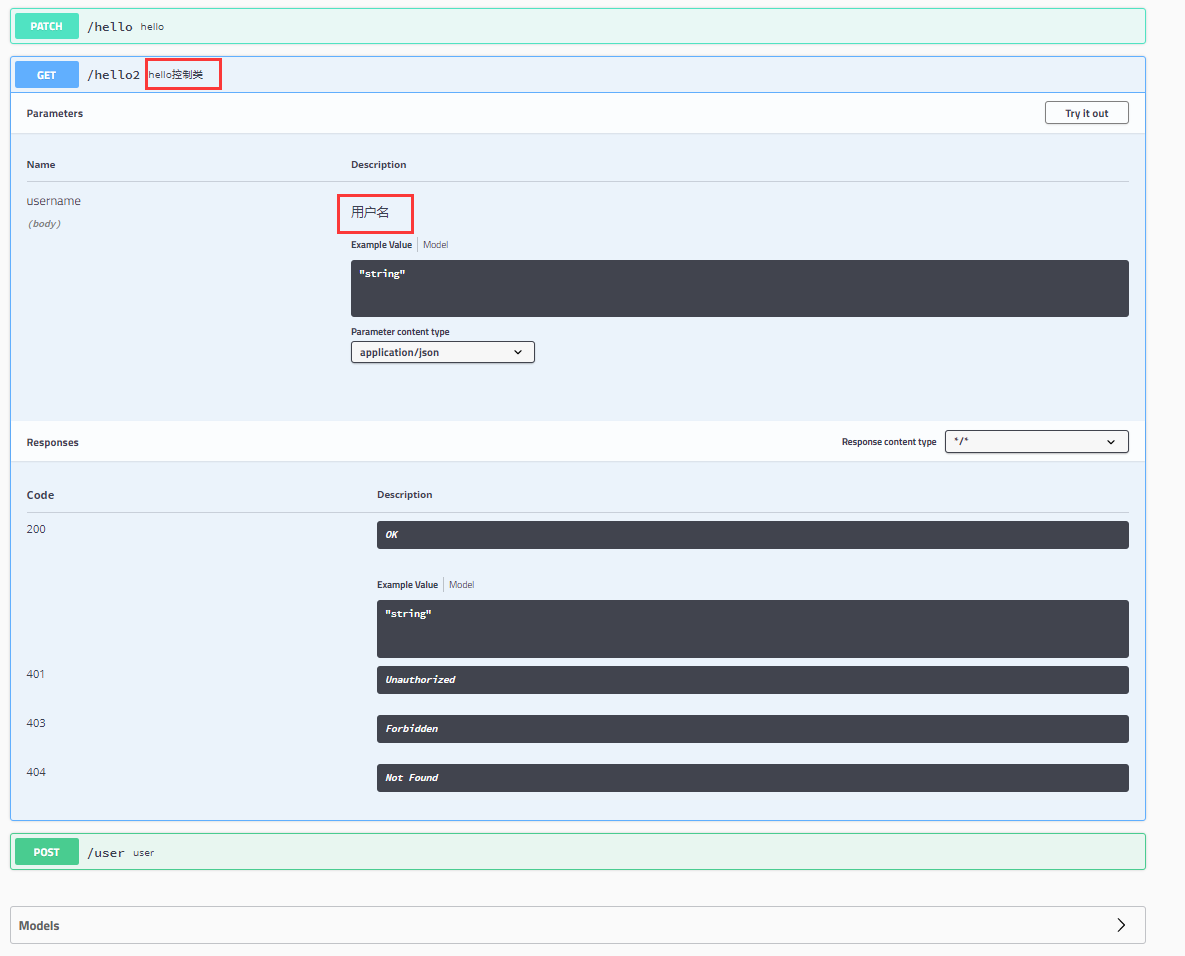 PATCH /hello hello
GET /hello2 hello控制类
Parameters Try it out
Name Description
username 用户名
(body)
Example Value Model
"string"
Parameter content type
application/json
Responses Response content type */*
Code Description
200 OK
Example Value Model
"string"
401 Unauthorized
403 Forbidden
404 Not Found
POST /user user
Models